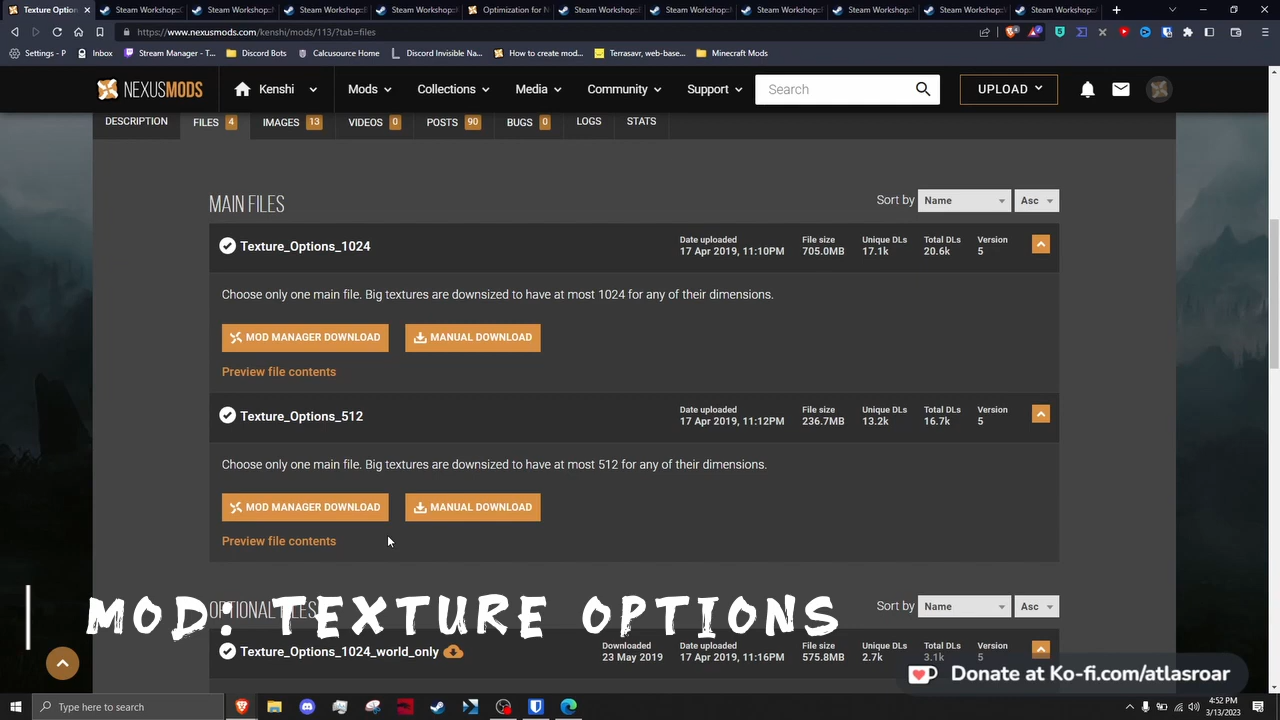 Texture Option
Steam Workshop:
Steam Workshop:
Steam Workshop:
Steam Workshop:
Optimization for N
Steam Workshop:
Steam Workshop:
Steam Workshop:
Steam Workshop:
Steam Workshop:
Steam Workshop:
https://www.nexusmods.com/kenshi/mods/113/?tab=files
Settings - P
Inbox
Stream Manager - T...
Discord Bots
Calcusource Home
Discord Invisible Na...
How to create mod...
Terrasavr, web-base...
Minecraft Mods
NEXUSMODS
Kenshi
Mods
Collections
Media
Community
Support
Search
UPLOAD
DESCRIPTION
FILES 4
IMAGES 13
VIDEOS 0
POSTS 90
BUGS 0
LOGS
STATS
MAIN FILES
Sort by Name Asc
Texture_Options_1024
Date uploaded File size Unique DLs Total DLs Version
17 Apr 2019, 11:10PM 705.0MB 17.1k 20.6k 5
Choose only one main file. Big textures are downsized to have at most 1024 for any of their dimensions.
MOD MANAGER DOWNLOAD MANUAL DOWNLOAD
Preview file contents
Texture_Options_512
Date uploaded File size Unique DLs Total DLs Version
17 Apr 2019, 11:12PM 236.7MB 13.2k 16.7k 5
Choose only one main file. Big textures are downsized to have at most 512 for any of their dimensions.
MOD MANAGER DOWNLOAD MANUAL DOWNLOAD
Preview file contents
OPTIONAL FILES
Sort by Name Asc
MOD: TEXTURE OPTIONS
Texture_Options_1024_world_only
Downloaded Date uploaded File size Unique DLs Total DLs Version
23 May 2019 17 Apr 2019, 11:16PM 575.8MB 2.7k 3.1k 5
Donate at Ko-fi.com/atlasroar
Type here to search
4:52 PM
3/13/2023